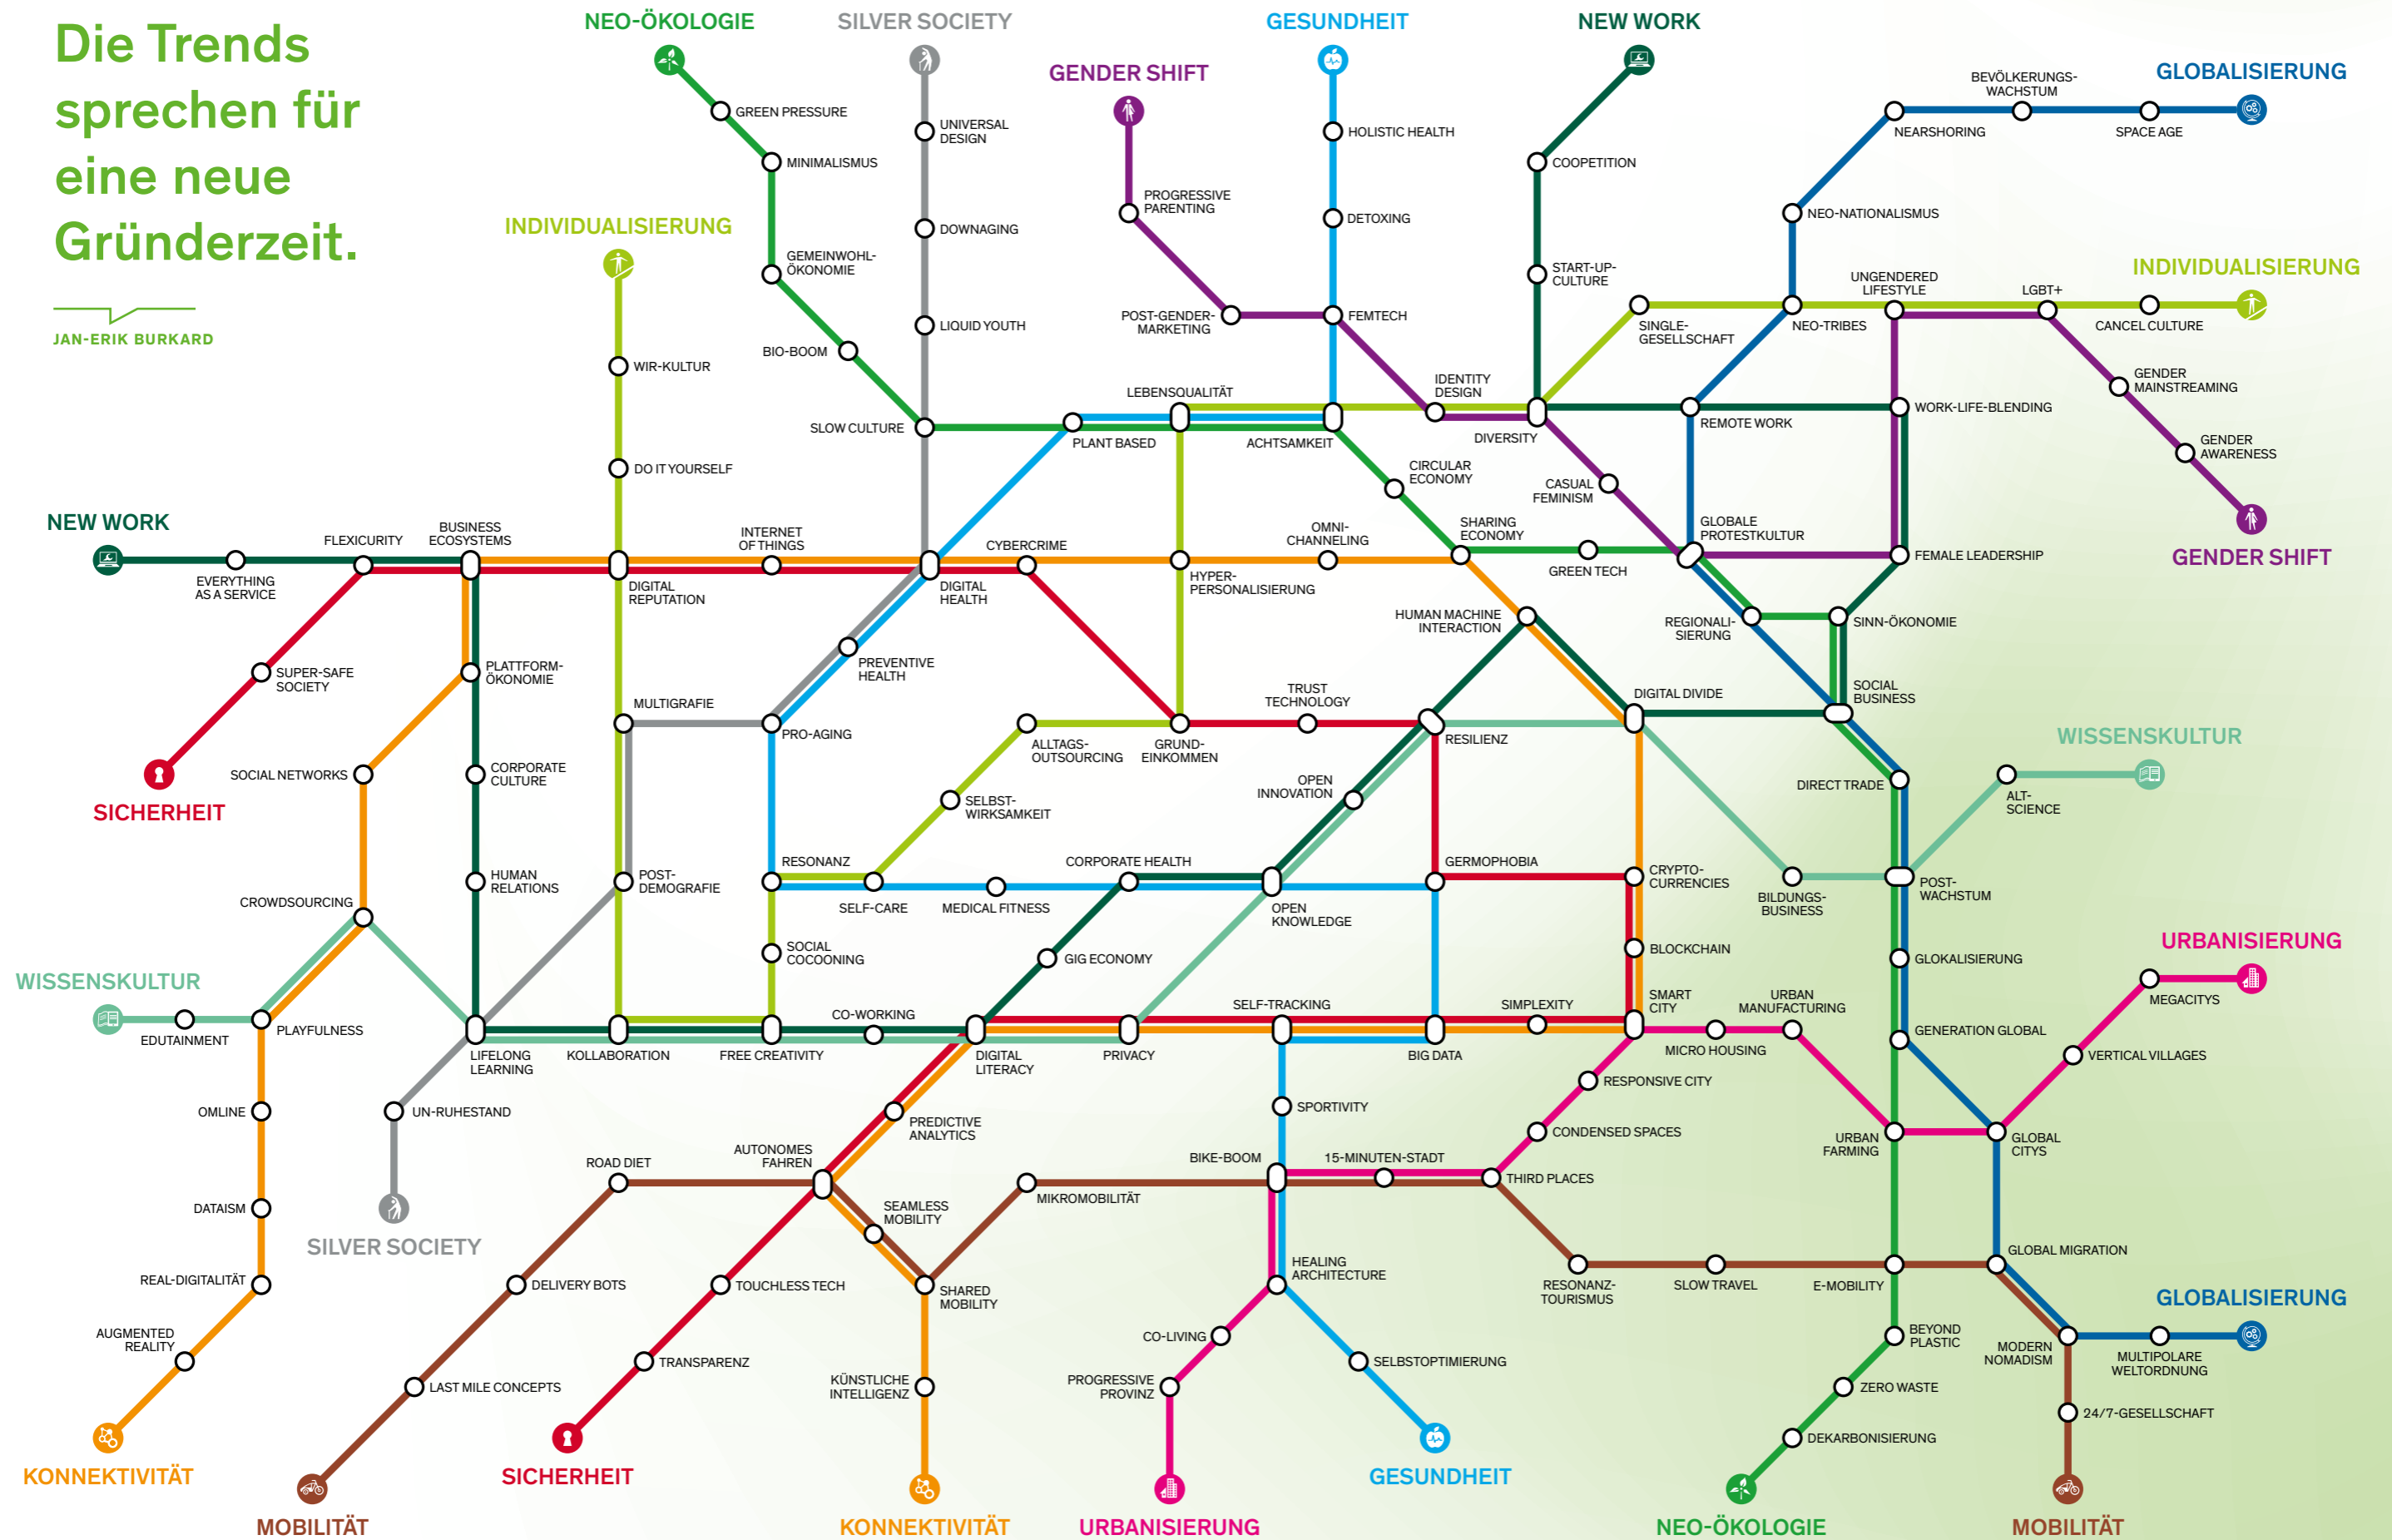 Die Trends
sprechen für
eine neue
Gründerzeit.
JAN-ERIK BURKARD
NEO-ÖKOLOGIE
SILVER SOCIETY
GESUNDHEIT
NEW WORK
GENDER SHIFT
GLOBALISIERUNG
BEVÖLKERUNGS-
WACHSTUM
NEARSHORING
SPACE AGE
GREEN PRESSURE
UNIVERSAL
DESIGN
HOLISTIC HEALTH
MINIMALISMUS
COOPETITION
PROGRESSIVE
PARENTING
DETOXING
NEO-NATIONALISMUS
INDIVIDUALISIERUNG
DOWNAGING
GEMEINWOHL-
ÖKONOMIE
START-UP-
CULTURE
UNGENDERED
LIFESTYLE
LGBT+
INDIVIDUALISIERUNG
LIQUID YOUTH
POST-GENDER-
MARKETING
FEMTECH
SINGLE-
GESELLSCHAFT
NEO-TRIBES
CANCEL CULTURE
BIO-BOOM
WIR-KULTUR
LEBENSQUALITÄT
IDENTITY
DESIGN
GENDER
MAINSTREAMING
SLOW CULTURE
PLANT BASED
ACHTSAMKEIT
DIVERSITY
REMOTE WORK
WORK-LIFE-BLENDING
DO IT YOURSELF
CIRCULAR
ECONOMY
CASUAL
FEMINISM
GENDER
AWARENESS
NEW WORK
FLEXICURITY
BUSINESS
ECOSYSTEMS
INTERNET
OF THINGS
CYBERCRIME
OMNI-
CHANNELING
SHARING
ECONOMY
GLOBALE
PROTESTKULTUR
FEMALE LEADERSHIP
GENDER SHIFT
EVERYTHING
AS A SERVICE
DIGITAL
REPUTATION
DIGITAL
HEALTH
HYPER-
PERSONALISIERUNG
GREEN TECH
HUMAN MACHINE
INTERACTION
REGIONALI-
SIERUNG
SINN-ÖKONOMIE
SUPER-SAFE
SOCIETY
PLATTFORM-
ÖKONOMIE
PREVENTIVE
HEALTH
MULTIGRAFIE
TRUST
TECHNOLOGY
DIGITAL DIVIDE
SOCIAL
BUSINESS
PRO-AGING
ALLTAGS-
OUTSOURCING
GRUND-
EINKOMMEN
RESILIENZ
WISSENSKULTUR
SOCIAL NETWORKS
CORPORATE
CULTURE
SICHERHEIT
SELBST-
WIRKSAMKEIT
OPEN
INNOVATION
DIRECT TRADE
ALT-
SCIENCE
RESONANZ
CORPORATE HEALTH
GERMOPHOBIA
CRYPTO-
CURRENCIES
HUMAN
RELATIONS
POST-
DEMOGRAFIE
CROWDSOURCING
SELF-CARE
MEDICAL FITNESS
OPEN
KNOWLEDGE
BILDUNGS-
BUSINESS
POST-
WACHSTUM
SOCIAL
COCOONING
GIG ECONOMY
BLOCKCHAIN
GLOKALISIERUNG
URBANISIERUNG
WISSENSKULTUR
EDUTAINMENT
PLAYFULNESS
CO-WORKING
SELF-TRACKING
SIMPLEXITY
SMART
CITY
URBAN
MANUFACTURING
MEGACITYS
LIFELONG
LEARNING
KOLLABORATION
FREE CREATIVITY
DIGITAL
LITERACY
PRIVACY
BIG DATA
MICRO HOUSING
GENERATION GLOBAL
VERTICAL VILLAGES
OMLINE
UN-RUHESTAND
PREDICTIVE
ANALYTICS
SPORTIVITY
RESPONSIVE CITY
CONDENSED SPACES
URBAN
FARMING
GLOBAL
CITYS
ROAD DIET
AUTONOMES
FAHREN
BIKE-BOOM
15-MINUTEN-STADT
THIRD PLACES
MIKROMOBILITÄT
DATAISM
SEAMLESS
MOBILITY
SILVER SOCIETY
REAL-DIGITALITÄT
DELIVERY BOTS
TOUCHLESS TECH
SHARED
MOBILITY
HEALING
ARCHITECTURE
RESONANZ-
TOURISMUS
SLOW TRAVEL
E-MOBILITY
GLOBAL MIGRATION
GLOBALISIERUNG
AUGMENTED
REALITY
TRANSPARENZ
CO-LIVING
SELBSTOPTIMIERUNG
BEYOND
PLASTIC
MODERN
NOMADISM
MULTIPOLARE
WELTORDNUNG
LAST MILE CONCEPTS
KÜNSTLICHE
INTELLIGENZ
PROGRESSIVE
PROVINZ
ZERO WASTE
24/7-GESELLSCHAFT
DEKARBONISIERUNG
KONNEKTIVITÄT
SICHERHEIT
GESUNDHEIT
MOBILITÄT
KONNEKTIVITÄT
URBANISIERUNG
NEO-ÖKOLOGIE
MOBILITÄT